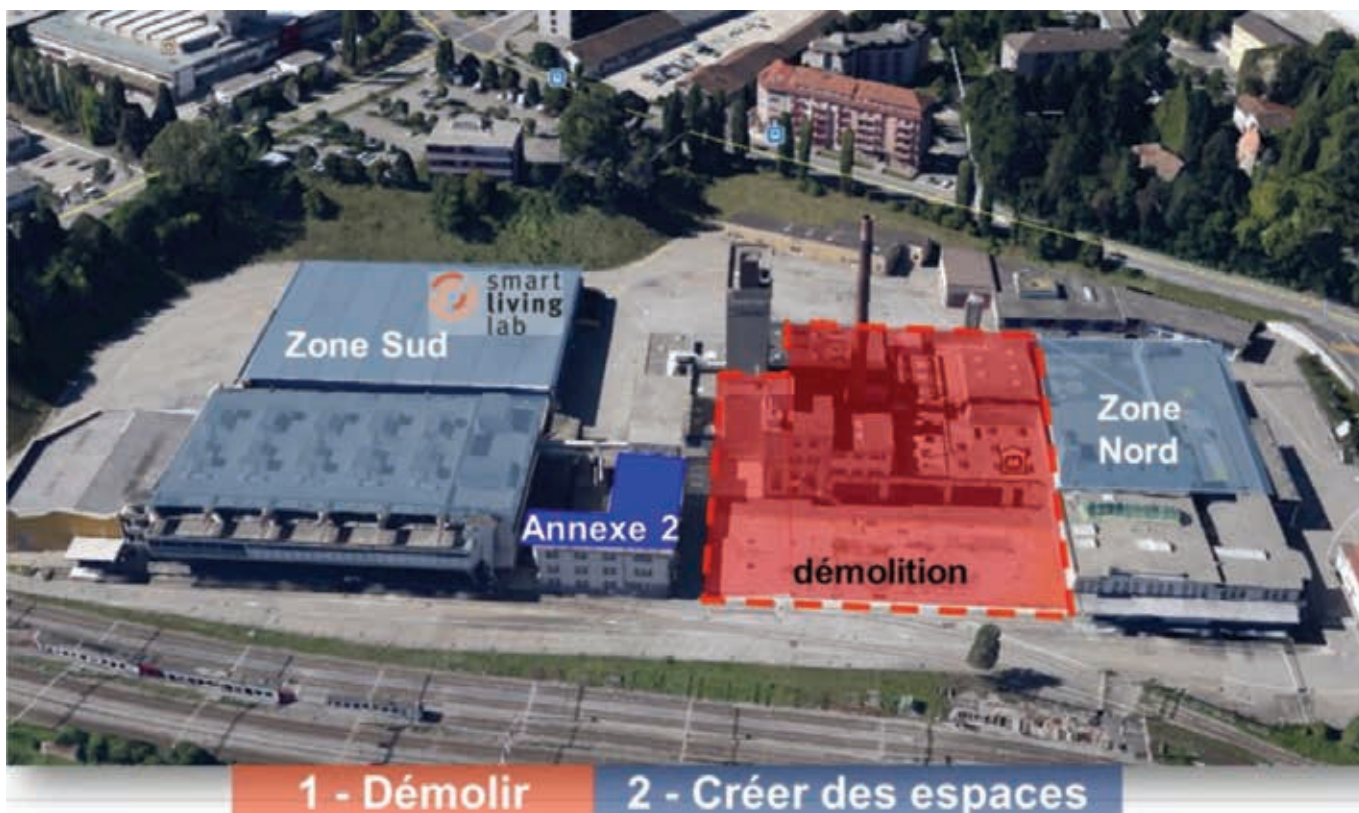 smart
living
lab
Zone Sud
Zone
Nord
Annexe 2
démolition
1 - Démolir
2 - Créer des espaces